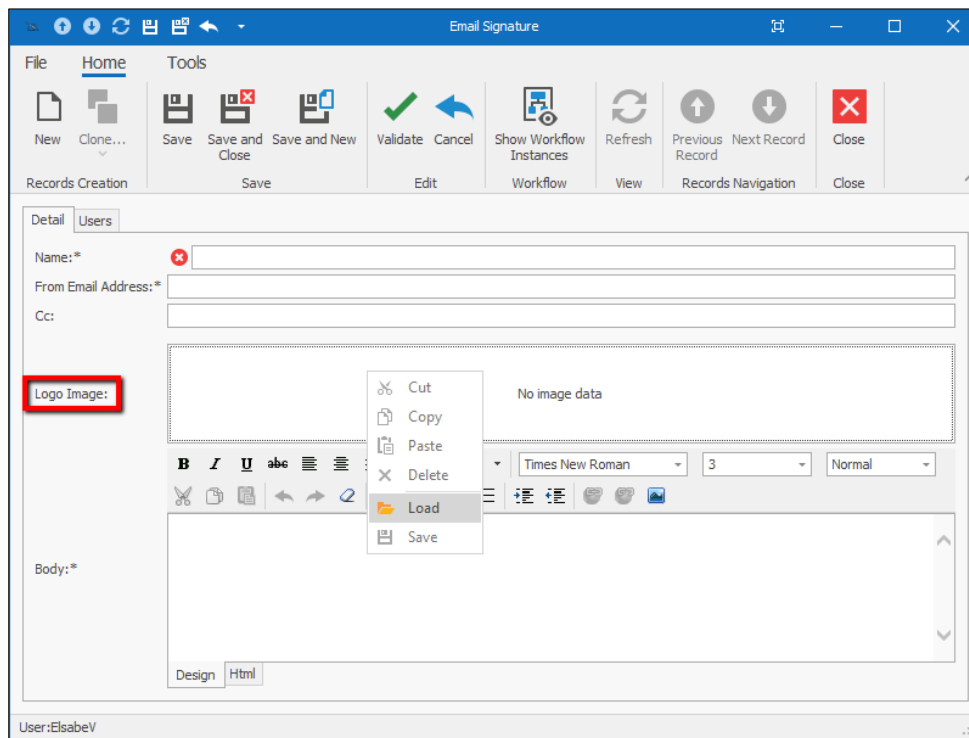 Email Signature
File Home Tools
New Clone... Save Save and Close Save and New Validate Cancel Show Workflow Instances Refresh Previous Record Next Record Close
Records Creation Save Edit Workflow View Records Navigation Close
Detail Users
Name:*
From Email Address:*
Cc:
Logo Image: No image data
Cut
Copy
Paste
Delete
Load
Save
B I U abc Times New Roman 3 Normal
Body:*
Design Html
User:ElsabeV